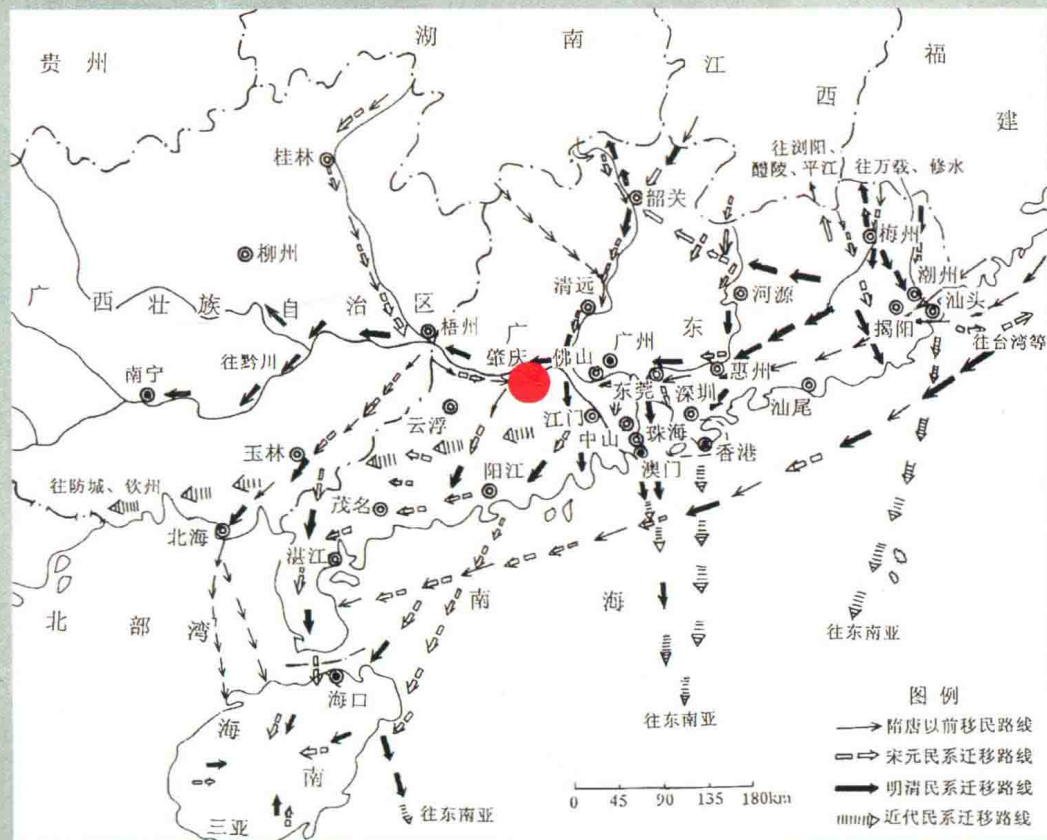 贵州
湖南
江西
福建
桂林
往浏阳、
醴陵、平江
往万载、修水
韶关
梅州
柳州
潮州
汕头
清远
河源
揭阳
广西壮族自治区
梧州
广东
广州
往台湾等
肇庆
佛山
惠州
往黔川
南宁
东莞
深圳
汕尾
云浮
江门
中山
珠海
香港
玉林
澳门
阳江
往防城、钦州
茂名
北海
湛江
南海
北部湾
往东南亚
海口
图例
往东南亚
隋唐以前移民路线
海南
宋元民系迁移路线
明清民系迁移路线
往东南亚
0 45 90 135 180km
近代民系迁移路线
三亚